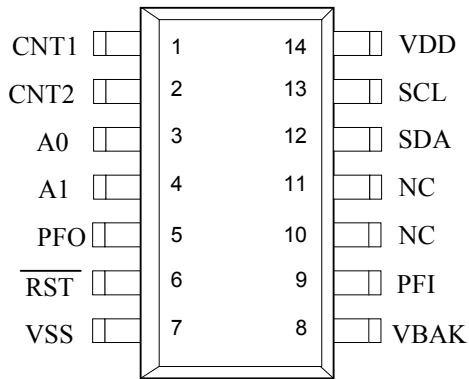 CNT1 1 14 VDD
CNT2 2 13 SCL
A0 3 12 SDA
A1 4 11 NC
PFO 5 10 NC
R̅S̅T̅ 6 9 PFI
VSS 7 8 VBAK